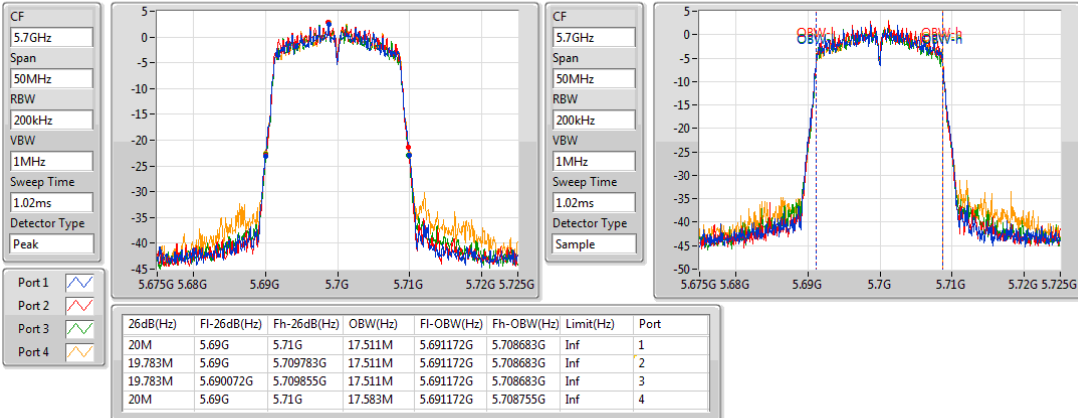 CF
5.7GHz
Span
50MHz
RBW
200kHz
VBW
1MHz
Sweep Time
1.02ms
Detector Type
Peak
5
0
-5
-10
-15
-20
-25
-30
-35
-40
-45
5.675G 5.68G 5.69G 5.7G 5.71G 5.72G 5.725G
CF
5.7GHz
Span
50MHz
RBW
200kHz
VBW
1MHz
Sweep Time
1.02ms
Detector Type
Sample
5
0
-5
-10
-15
-20
-25
-30
-35
-40
-45
-50
OBW-l OBW-h
5.675G 5.68G 5.69G 5.7G 5.71G 5.72G 5.725G
Port 1
Port 2
Port 3
Port 4
26dB(Hz) Fl-26dB(Hz) Fh-26dB(Hz) OBW(Hz) Fl-OBW(Hz) Fh-OBW(Hz) Limit(Hz) Port
20M 5.69G 5.71G 17.511M 5.691172G 5.708683G Inf 1
19.783M 5.69G 5.709783G 17.511M 5.691172G 5.708683G Inf 2
19.783M 5.690072G 5.709855G 17.511M 5.691172G 5.708683G Inf 3
20M 5.69G 5.71G 17.583M 5.691172G 5.708755G Inf 4